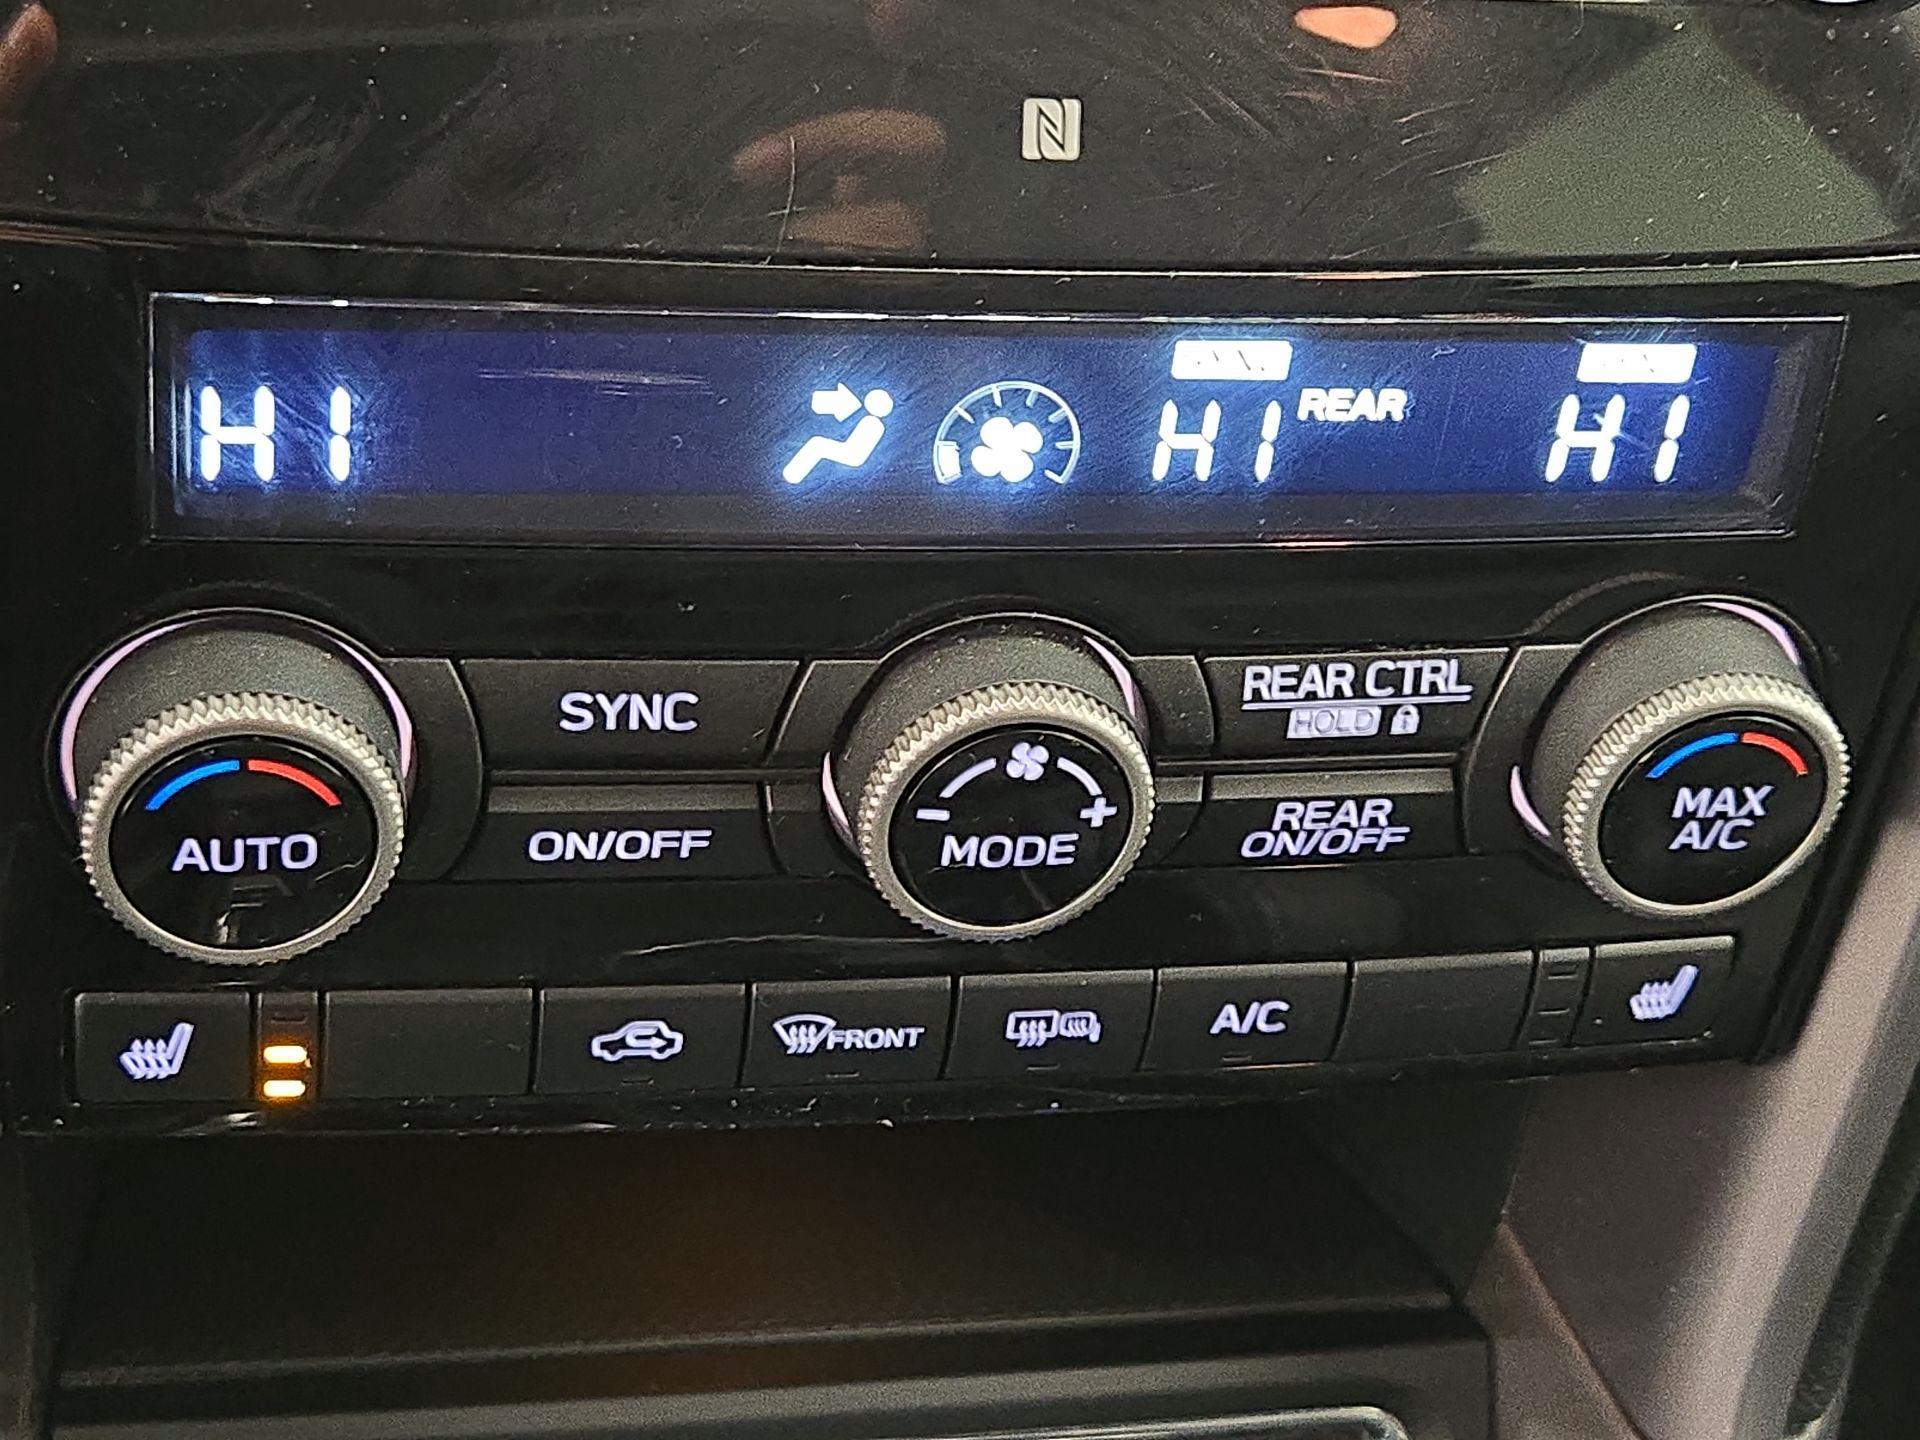 HI
HI REAR
HI
SYNC
REAR CTRL
HOLD
AUTO
ON/OFF
MODE
- +
REAR
ON/OFF
MAX
A/C
FRONT
A/C